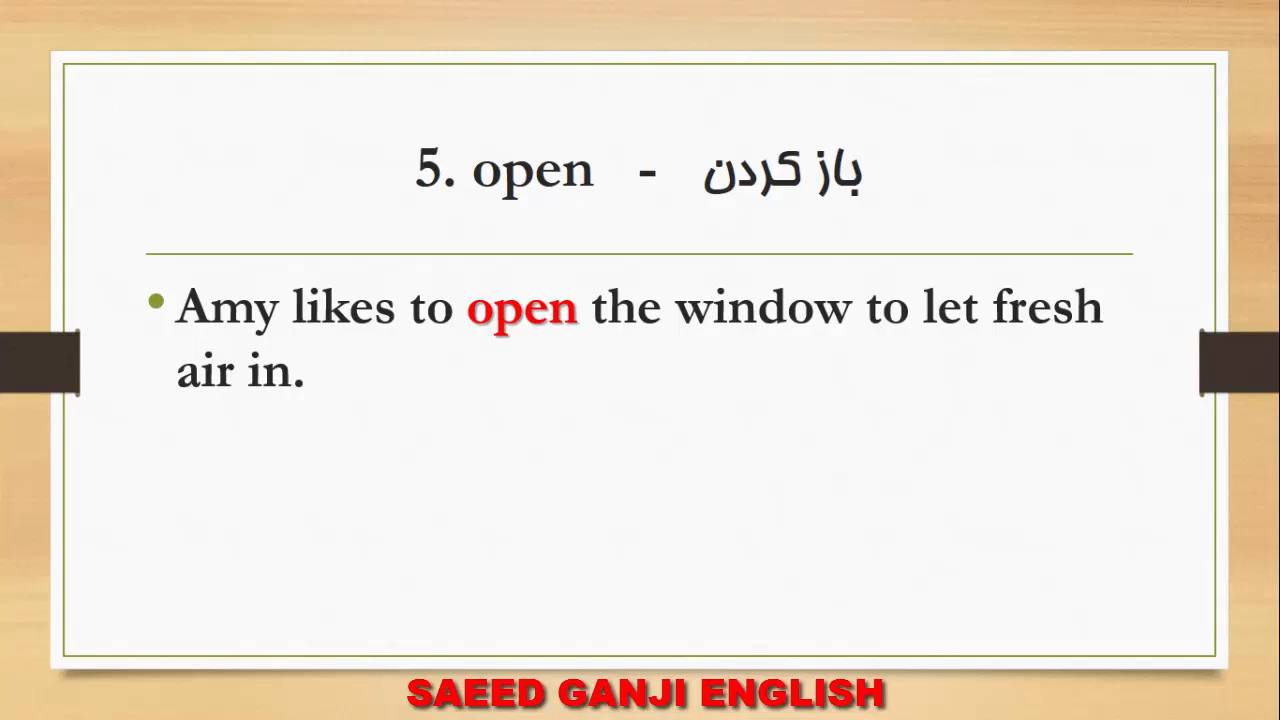 5. open - باز کردن
• Amy likes to open the window to let fresh
air in.
SAEED GANJI ENGLISH